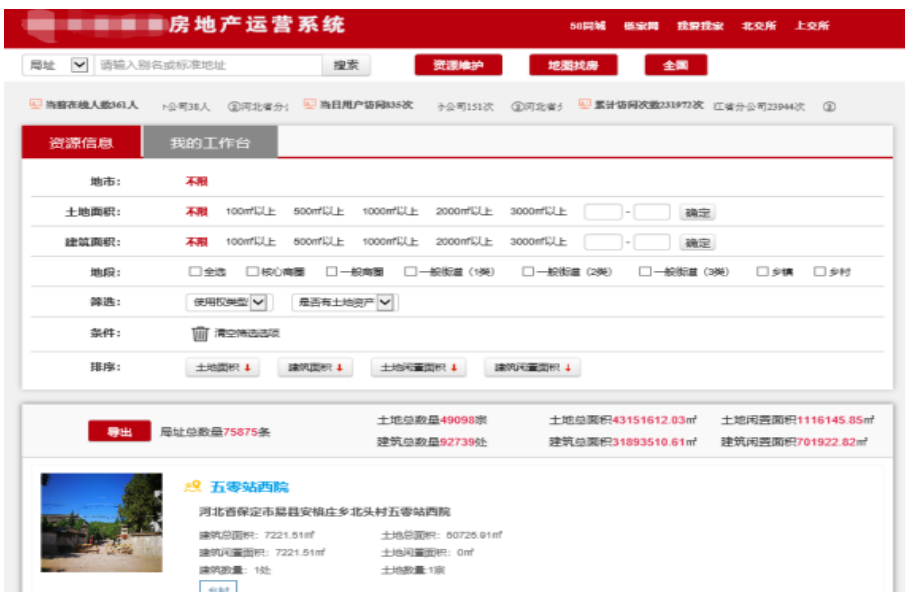 房地产运营系统 58同城 链家网 我爱我家 北交所 上交所
局址 请输入别名或标准地址 搜索 资源维护 地图找房 全国
当前在线人数361人 公司38人 ①河北省分 当日用户访问835次 公司151次 ①河北省 累计访问次数231972次 江省分公司23944次 ②
资源信息 我的工作台
地市: 不限
土地面积: 不限 100㎡以上 500㎡以上 1000㎡以上 2000㎡以上 3000㎡以上 - 确定
建筑面积: 不限 100㎡以上 500㎡以上 1000㎡以上 2000㎡以上 3000㎡以上 - 确定
地段: 全选 核心商圈 一般商圈 一般街道（1类） 一般街道（2类） 一般街道（3类） 乡镇 乡村
筛选: 使用权类型 是否有土地资产
条件: 清空筛选选项
排序: 土地面积↓ 建筑面积↓ 土地闲置面积↓ 建筑闲置面积↓
导出 局址总数量75875条
土地总数量49098宗 土地总面积43151612.03㎡ 土地闲置面积1116145.85㎡
建筑总数量92739处 建筑总面积31893510.61㎡ 建筑闲置面积701922.82㎡
五零站西院
河北省保定市易县安格庄乡北头村五零站西院
建筑总面积: 7221.51㎡ 土地总面积: 50725.91㎡
建筑闲置面积: 7221.51㎡ 土地闲置面积: 0㎡
建筑数量: 1处 土地数量:1宗
乡村